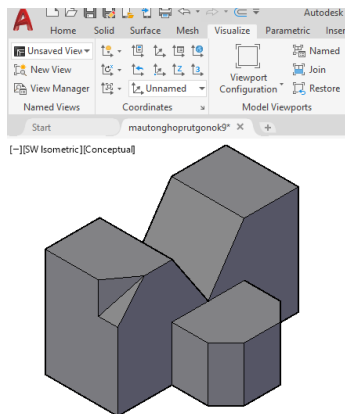 A
Autodesk
Home Solid Surface Mesh Visualize Parametric Inser
Unsaved View
New View
View Manager
Named Views
Unnamed
Coordinates
Viewport
Configuration
Named
Join
Restore
Model Viewports
Start
mautonghoprutgonok9*
[–][SW Isometric][Conceptual]